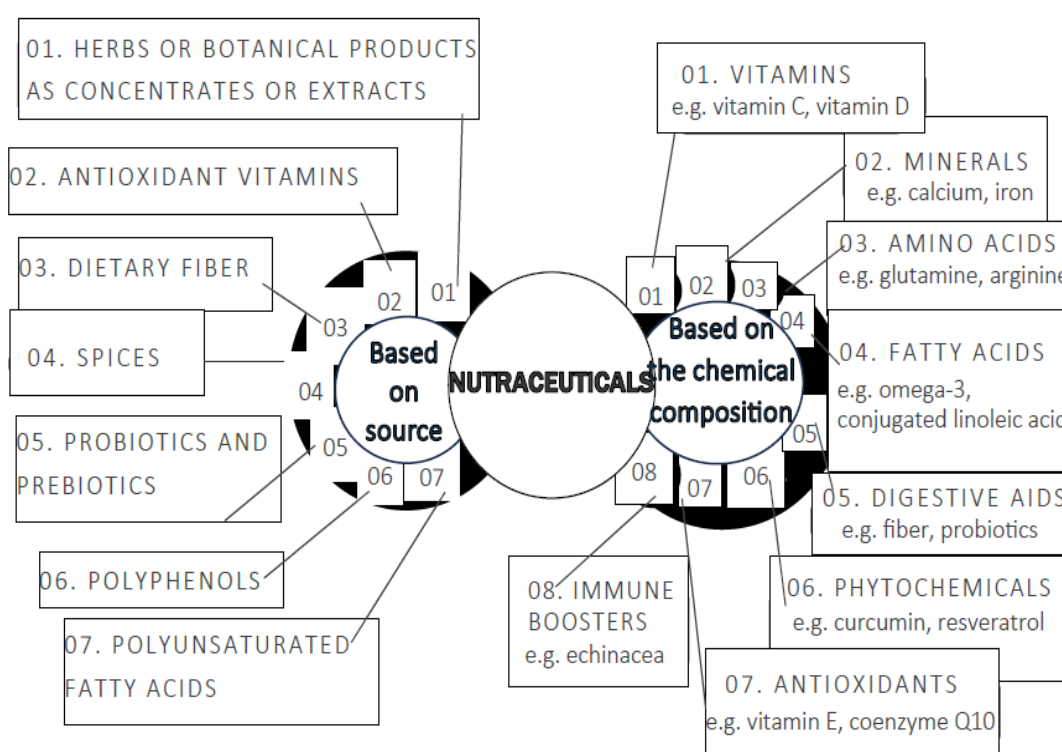 01. HERBS OR BOTANICAL PRODUCTS
AS CONCENTRATES OR EXTRACTS
02. ANTIOXIDANT VITAMINS
03. DIETARY FIBER
04. SPICES
05. PROBIOTICS AND
PREBIOTICS
06. POLYPHENOLS
07. POLYUNSATURATED
FATTY ACIDS
01
02
03
04
05
06
07
Based
on
source
NUTRACEUTICALS
Based on
the chemical
composition
01
02
03
04
05
06
07
08
01. VITAMINS
e.g. vitamin C, vitamin D
02. MINERALS
e.g. calcium, iron
03. AMINO ACIDS
e.g. glutamine, arginine
04. FATTY ACIDS
e.g. omega-3,
conjugated linoleic acid
05. DIGESTIVE AIDS
e.g. fiber, probiotics
06. PHYTOCHEMICALS
e.g. curcumin, resveratrol
07. ANTIOXIDANTS
e.g. vitamin E, coenzyme Q10
08. IMMUNE
BOOSTERS
e.g. echinacea